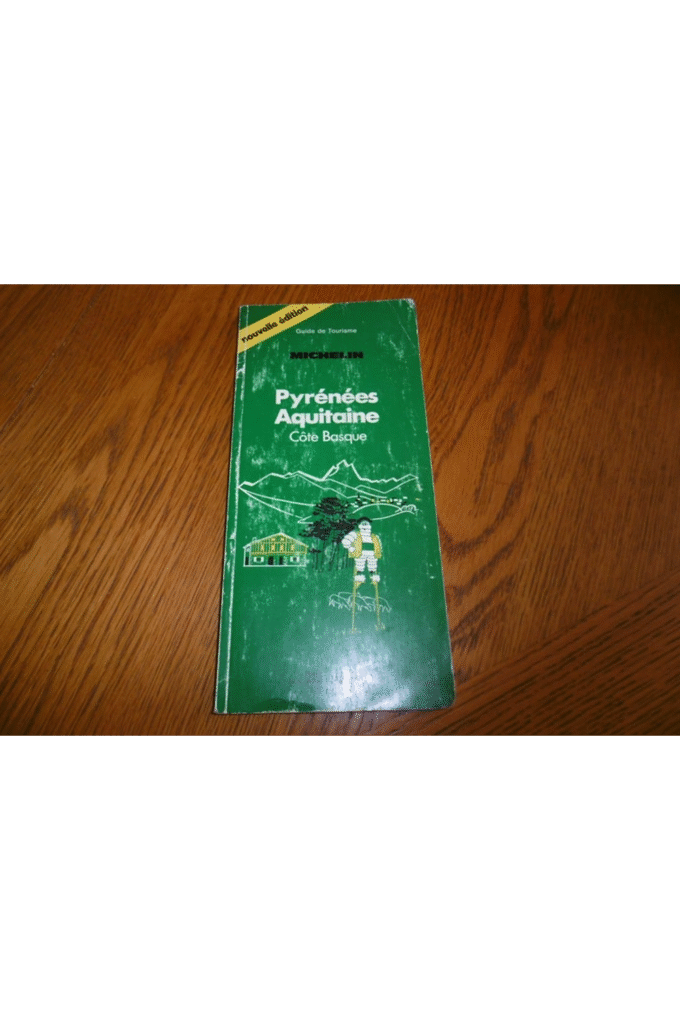 nouvelle édition
Guide de Tourisme
MICHELIN
Pyrénées
Aquitaine
Côte Basque